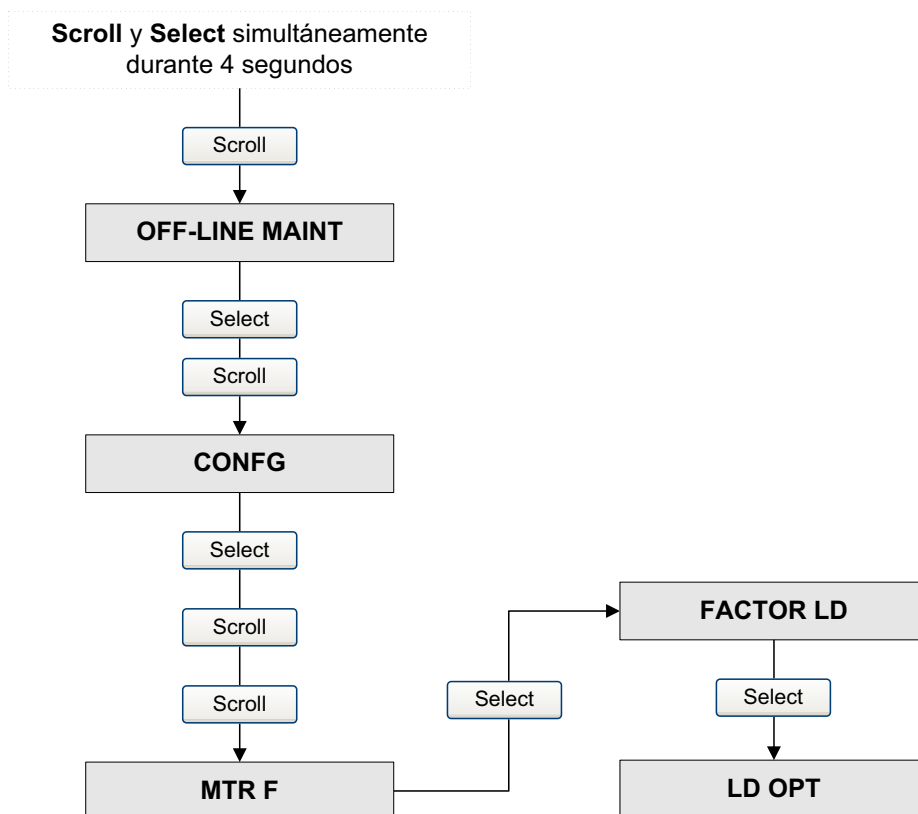 Scroll y Select simultáneamente
durante 4 segundos
Scroll
OFF-LINE MAINT
Select
Scroll
CONFG
Select
Scroll
Scroll
MTR F
Select
FACTOR LD
Select
LD OPT